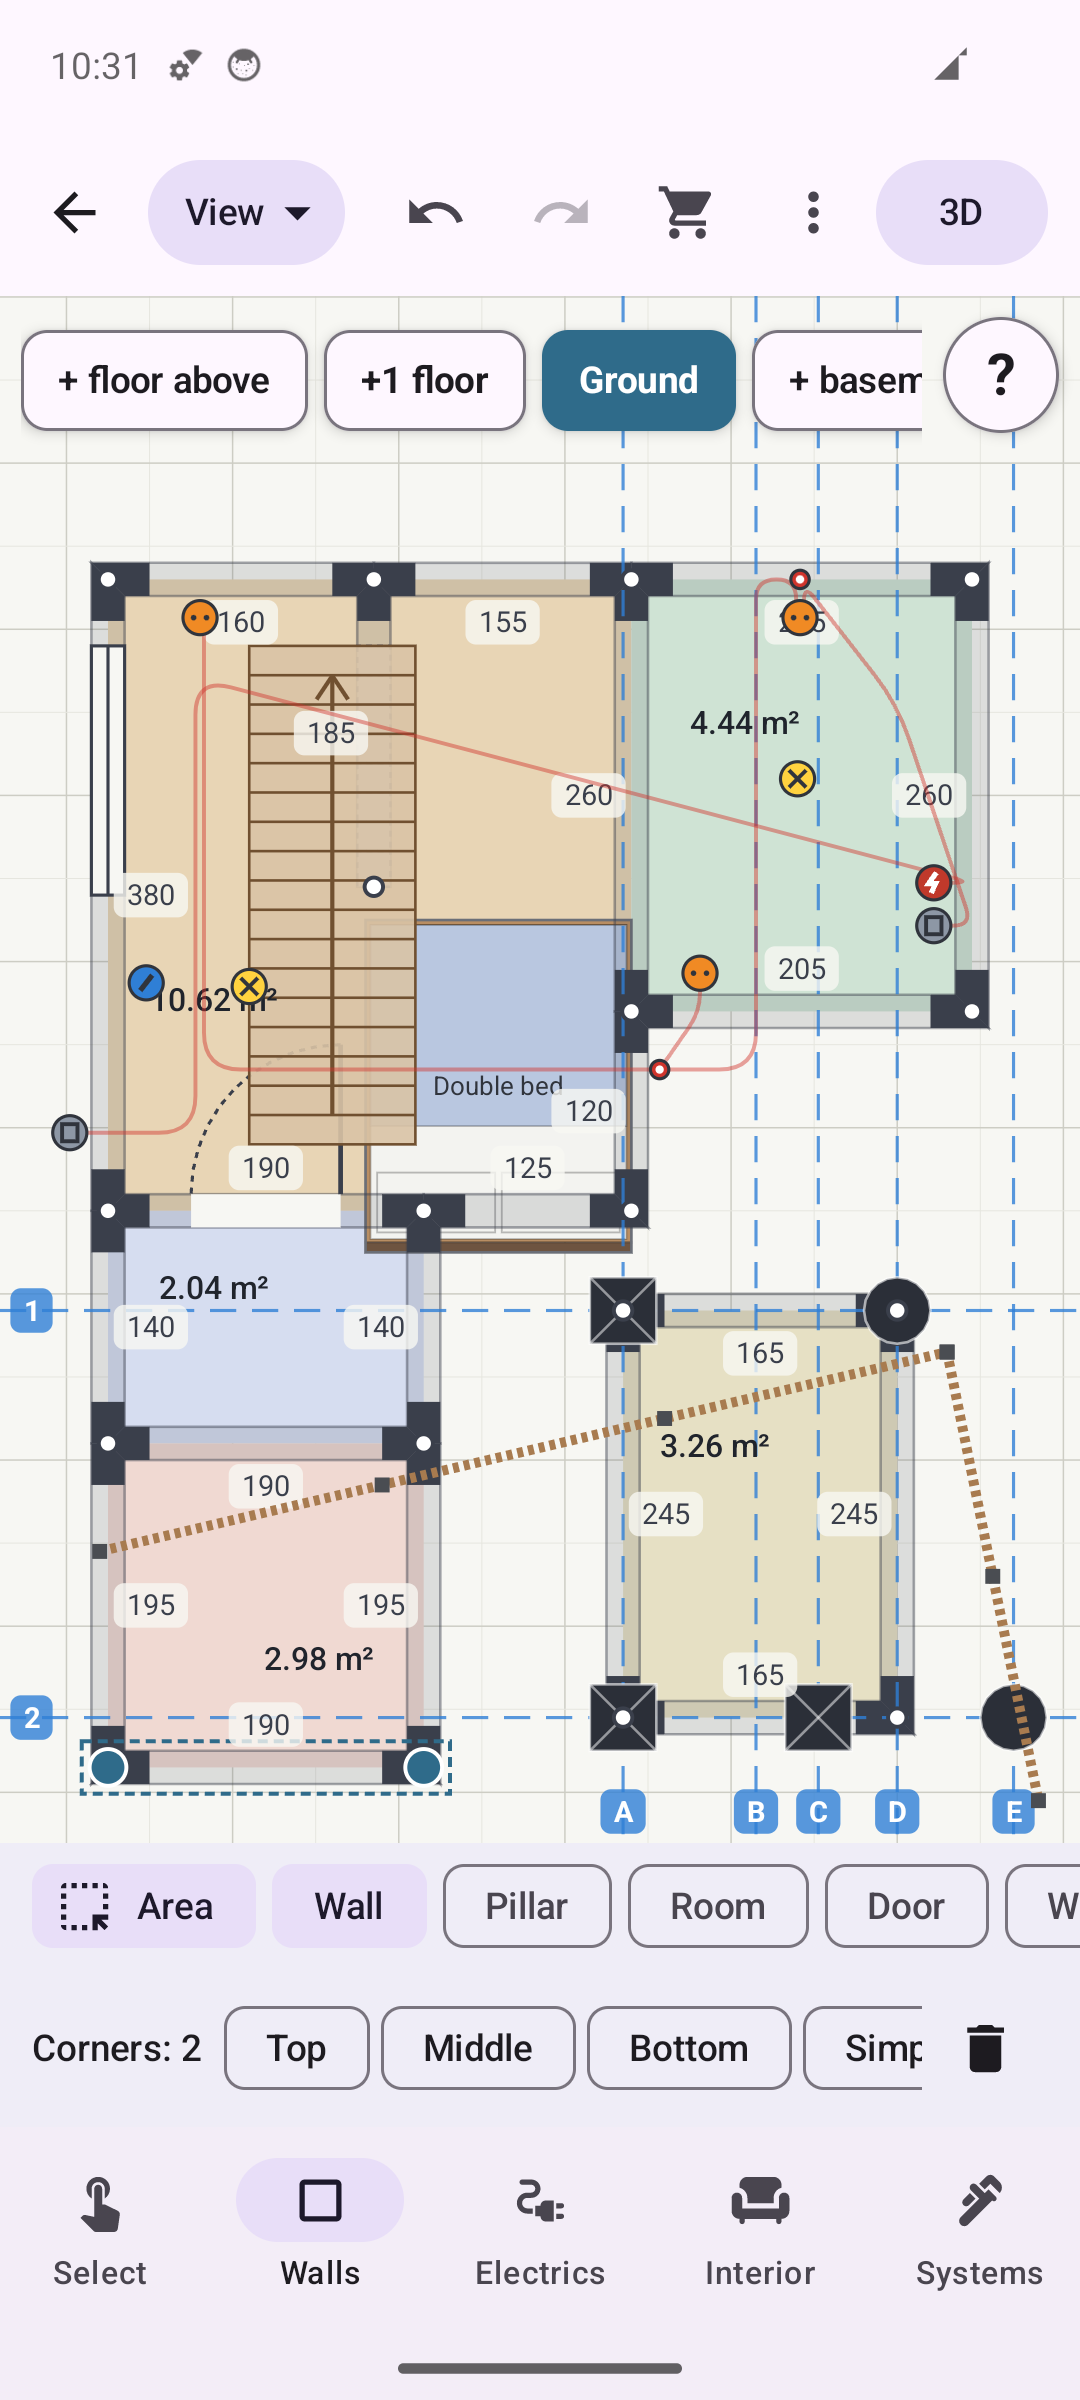 10:31
View
3D
+ floor above
+1 floor
Ground
+ basem
?
160
155
185
4.44 m²
260
260
380
205
10.62 m²
Double bed
120
190
125
2.04 m²
1
140
140
165
3.26 m²
190
245
245
195
195
2.98 m²
165
190
2
A
B
C
D
E
Area
Wall
Pillar
Room
Door
W
Corners: 2
Top
Middle
Bottom
Simp
Select
Walls
Electrics
Interior
Systems